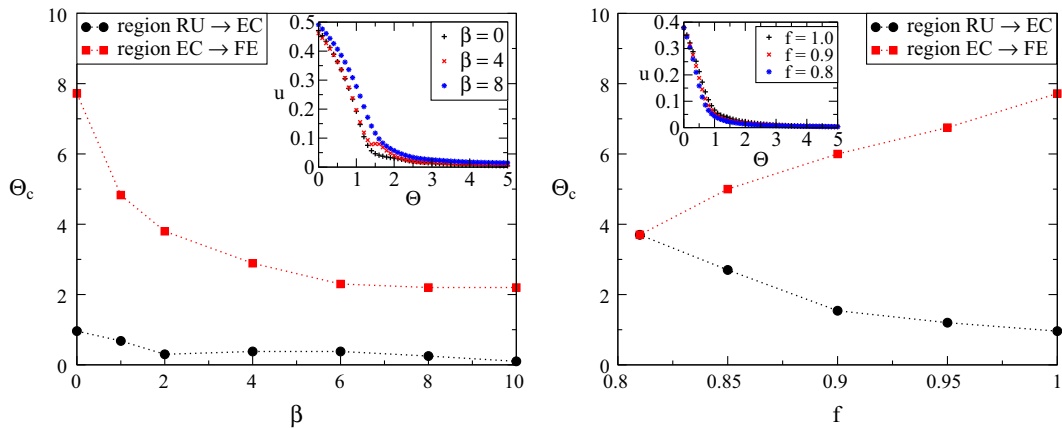 region RU → EC
region EC → FE
8
6
4
2
0
Θc
0
2
4
6
8
10
β
0.5
0.4
0.3
0.2
0.1
0
u
0
1
2
3
4
5
Θ
β = 0
β = 4
β = 8
region RU → EC
region EC → FE
8
6
4
2
0
Θc
0.8
0.85
0.9
0.95
1
f
0.4
0.3
0.2
0.1
0
u
0
1
2
3
4
5
Θ
f = 1.0
f = 0.9
f = 0.8